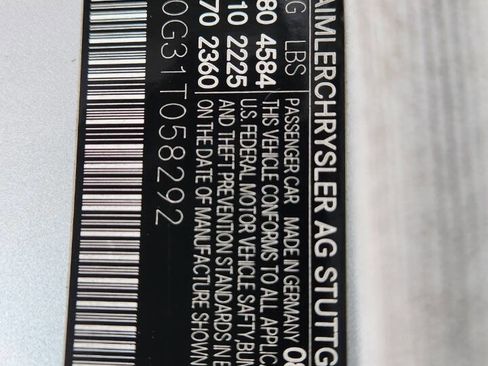 AIMLERCHRYSLER AG STUTTG
G LBS
80 4584
10 2225
70 2360
PASSENGER CAR MADE IN GERMANY 08
THIS VEHICLE CONFORMS TO ALL APPLIC
U.S. FEDERAL MOTOR VEHICLE SAFTY, BUM
AND THEFT PREVENTION STANDARDS IN E
ON THE DATE OF MANUFACTURE SHOWN
0G31T058292